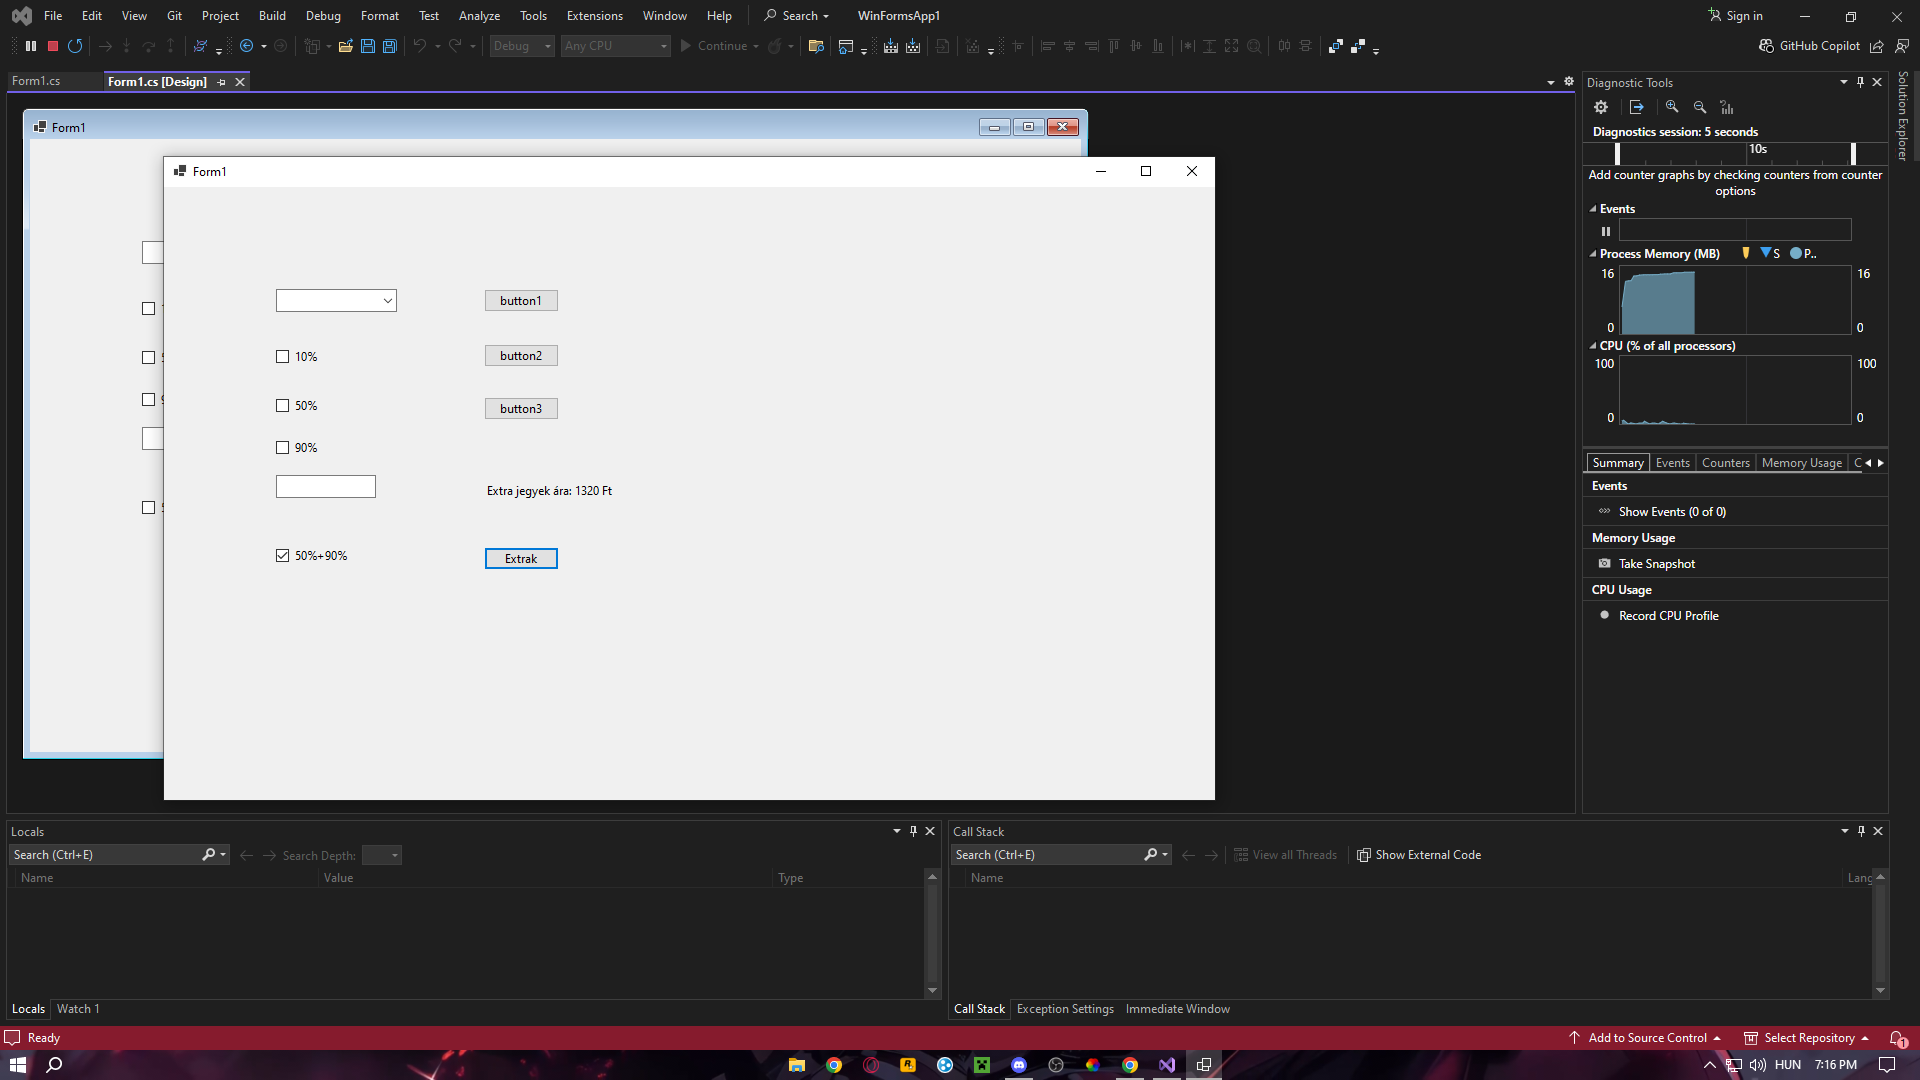 File Edit View Git Project Build Debug Format Test Analyze Tools Extensions Window Help Search WinFormsApp1 Sign in
Debug Any CPU Continue GitHub Copilot
Form1.cs Form1.cs [Design]
Form1
Form1
button1
10% button2
50% button3
90%
Extra jegyek ára: 1320 Ft
50%+90% Extrak
Diagnostic Tools
Diagnostics session: 5 seconds
10s
Add counter graphs by checking counters from counter
options
Events
Process Memory (MB) S P..
16 16
0 0
CPU (% of all processors)
100 100
0 0
Summary Events Counters Memory Usage C
Events
Show Events (0 of 0)
Memory Usage
Take Snapshot
CPU Usage
Record CPU Profile
Solution Explorer
Locals
Search (Ctrl+E) Search Depth:
Name Value Type
Locals Watch 1
Call Stack
Search (Ctrl+E) View all Threads Show External Code
Name Lang
Call Stack Exception Settings Immediate Window
Ready Add to Source Control Select Repository 1
HUN 7:16 PM